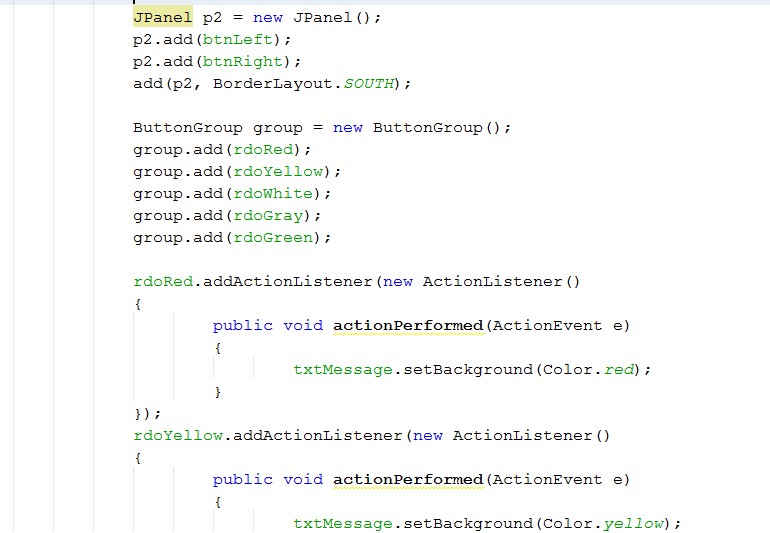 JPanel p2 = new JPanel();
p2.add(btnLeft);
p2.add(btnRight);
add(p2, BorderLayout.SOUTH);
ButtonGroup group = new ButtonGroup();
group.add(rdoRed);
group.add(rdoYellow);
group.add(rdoWhite);
group.add(rdoGray);
group.add(rdoGreen);
rdoRed.addActionListener(new ActionListener()
{
public void actionPerformed(ActionEvent e)
{
txtMessage.setBackground(Color.red);
}
});
rdoYellow.addActionListener(new ActionListener()
{
public void actionPerformed(ActionEvent e)
{
txtMessage.setBackground(Color.yellow);